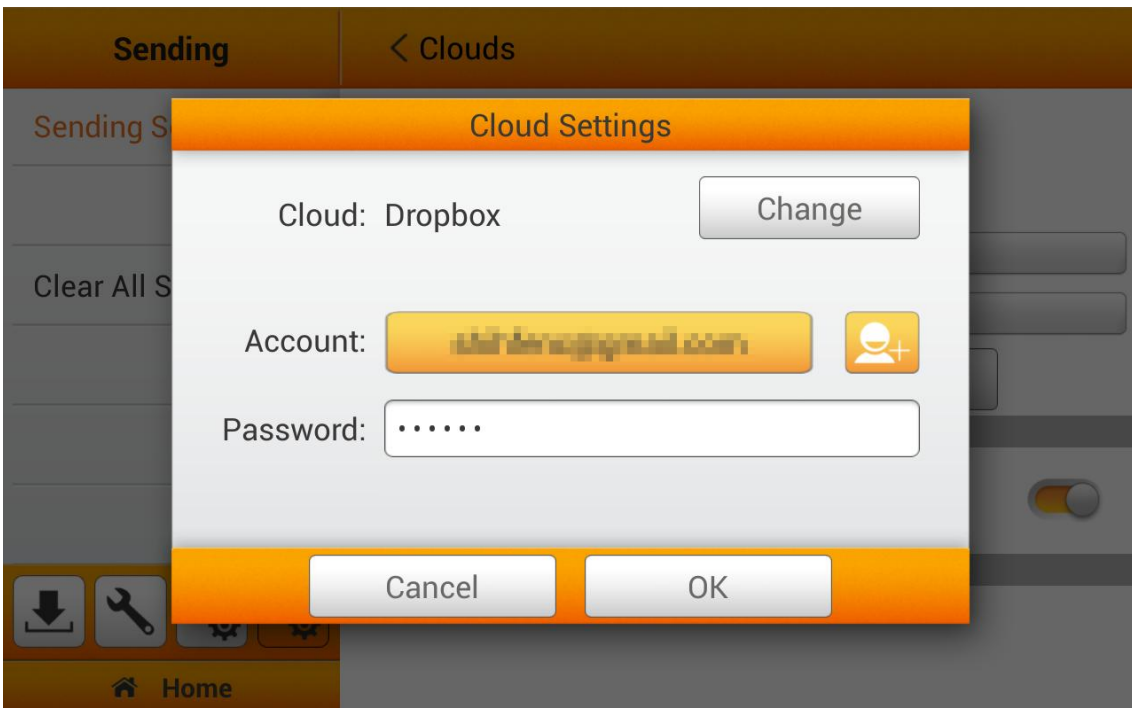 Sending
< Clouds
Sending S
Cloud Settings
Cloud: Dropbox
Change
Clear All S
Account:
Password: ······
Cancel
OK
Home